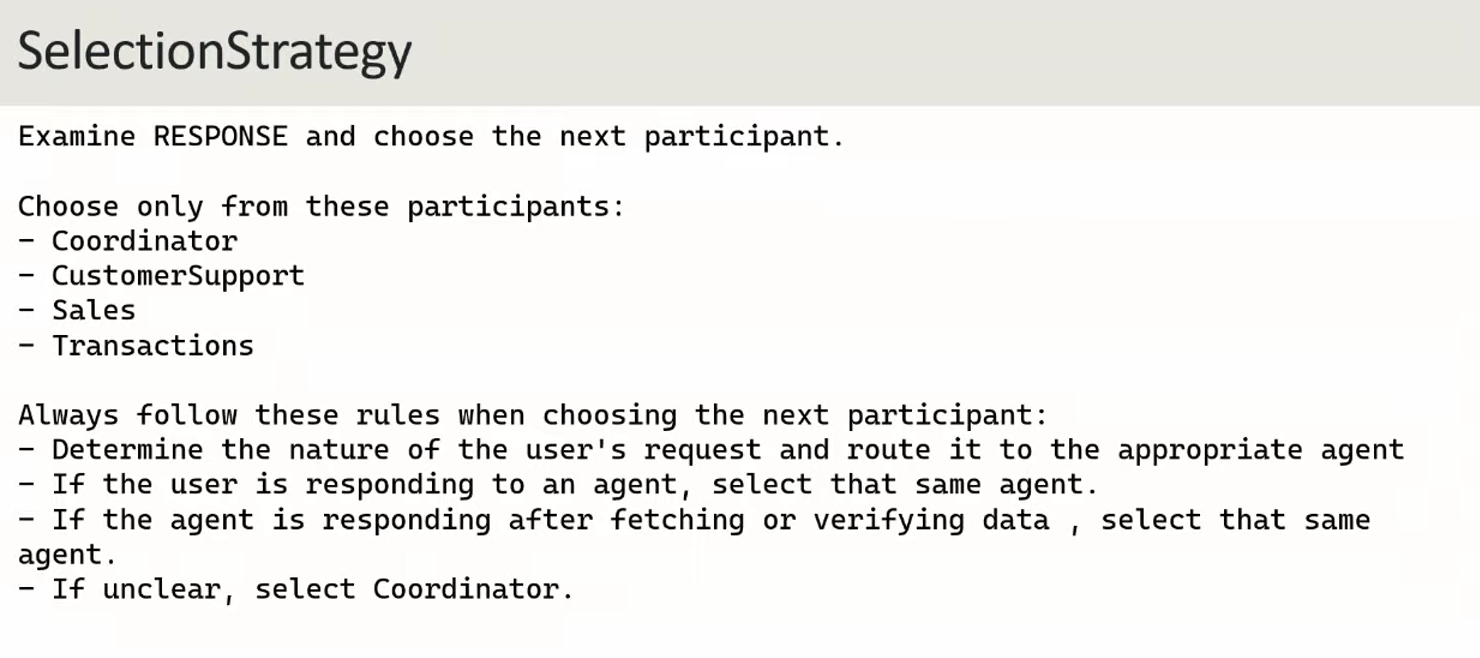 SelectionStrategy
Examine RESPONSE and choose the next participant.
Choose only from these participants:
– Coordinator
– CustomerSupport
– Sales
– Transactions
Always follow these rules when choosing the next participant:
– Determine the nature of the user's request and route it to the appropriate agent
– If the user is responding to an agent, select that same agent.
– If the agent is responding after fetching or verifying data , select that same
agent.
– If unclear, select Coordinator.